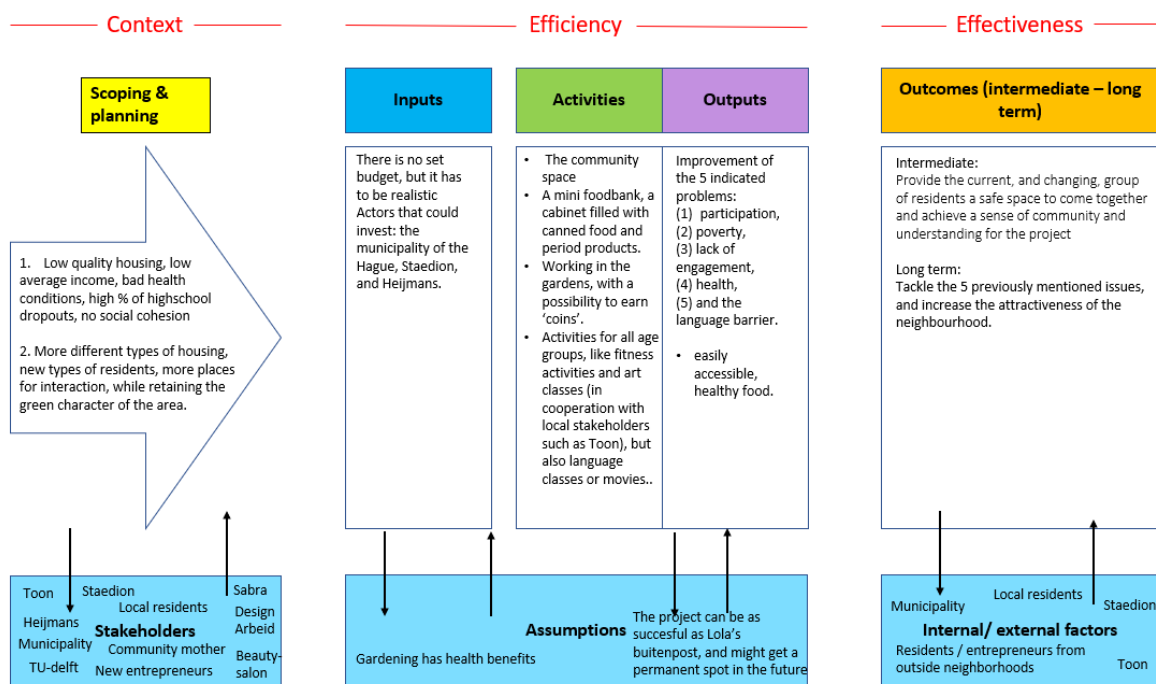 Context
Efficiency
Effectiveness
Scoping &
planning
Inputs
Activities
Outputs
Outcomes (intermediate – long
term)
1. Low quality housing, low
average income, bad health
conditions, high % of highschool
dropouts, no social cohesion
2. More different types of housing,
new types of residents, more places
for interaction, while retaining the
green character of the area.
There is no set
budget, but it has
to be realistic
Actors that could
invest: the
municipality of the
Hague, Staedion,
and Heijmans.
• The community
space
• A mini foodbank, a
cabinet filled with
canned food and
period products.
• Working in the
gardens, with a
possibility to earn
‘coins’.
• Activities for all age
groups, like fitness
activities and art
classes (in
cooperation with
local stakeholders
such as Toon), but
also language
classes or movies..
Improvement of
the 5 indicated
problems:
(1) participation,
(2) poverty,
(3) lack of
engagement,
(4) health,
(5) and the
language barrier.
• easily
accessible,
healthy food.
Intermediate:
Provide the current, and changing, group
of residents a safe space to come together
and achieve a sense of community and
understanding for the project
Long term:
Tackle the 5 previously mentioned issues,
and increase the attractiveness of the
neighbourhood.
Toon
Staedion
Sabra
Local residents
Design
Arbeid
Heijmans
Stakeholders
Municipality
Community mother
Beauty-
salon
TU-delft
New entrepreneurs
Assumptions
Gardening has health benefits
The project can be as
succesful as Lola’s
buitenpost, and might get a
permanent spot in the future
Municipality
Local residents
Staedion
Internal/ external factors
Residents / entrepreneurs from
outside neighborhoods
Toon